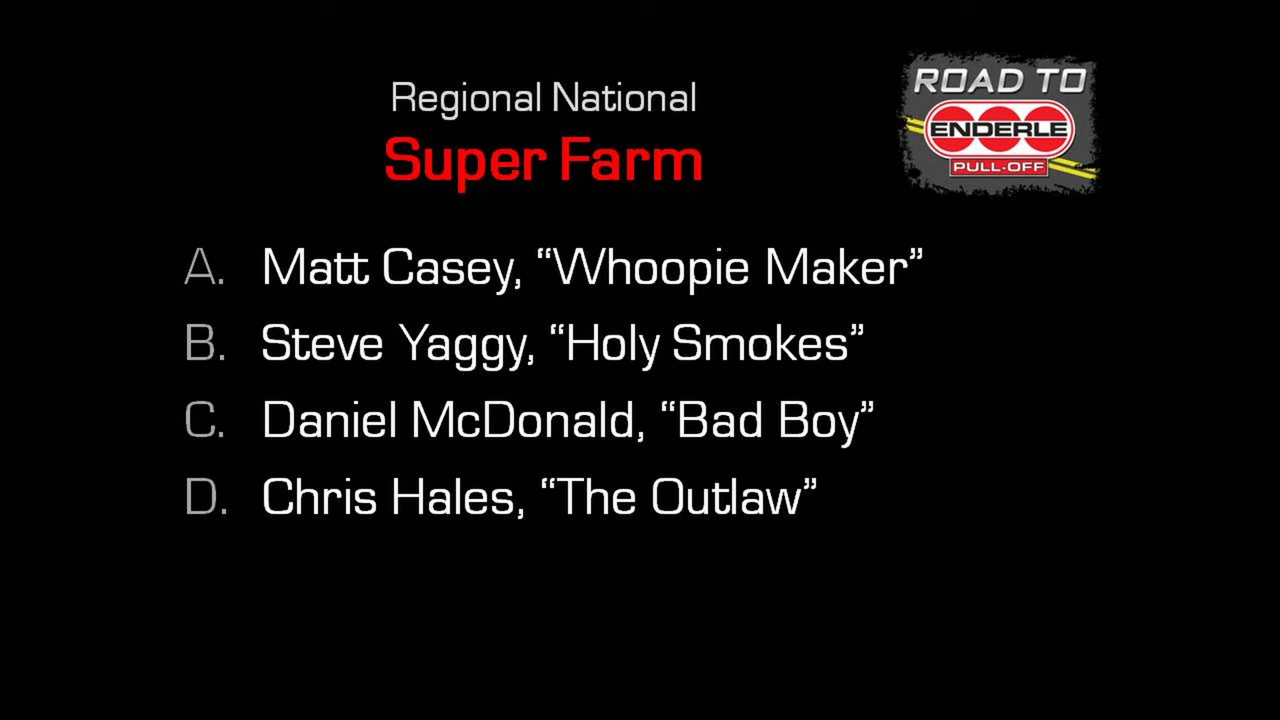 Regional National
Super Farm
ROAD TO
ENDERLE
PULL-OFF
A. Matt Casey, “Whoopie Maker”
B. Steve Yaggy, “Holy Smokes”
C. Daniel McDonald, “Bad Boy”
D. Chris Hales, “The Outlaw”